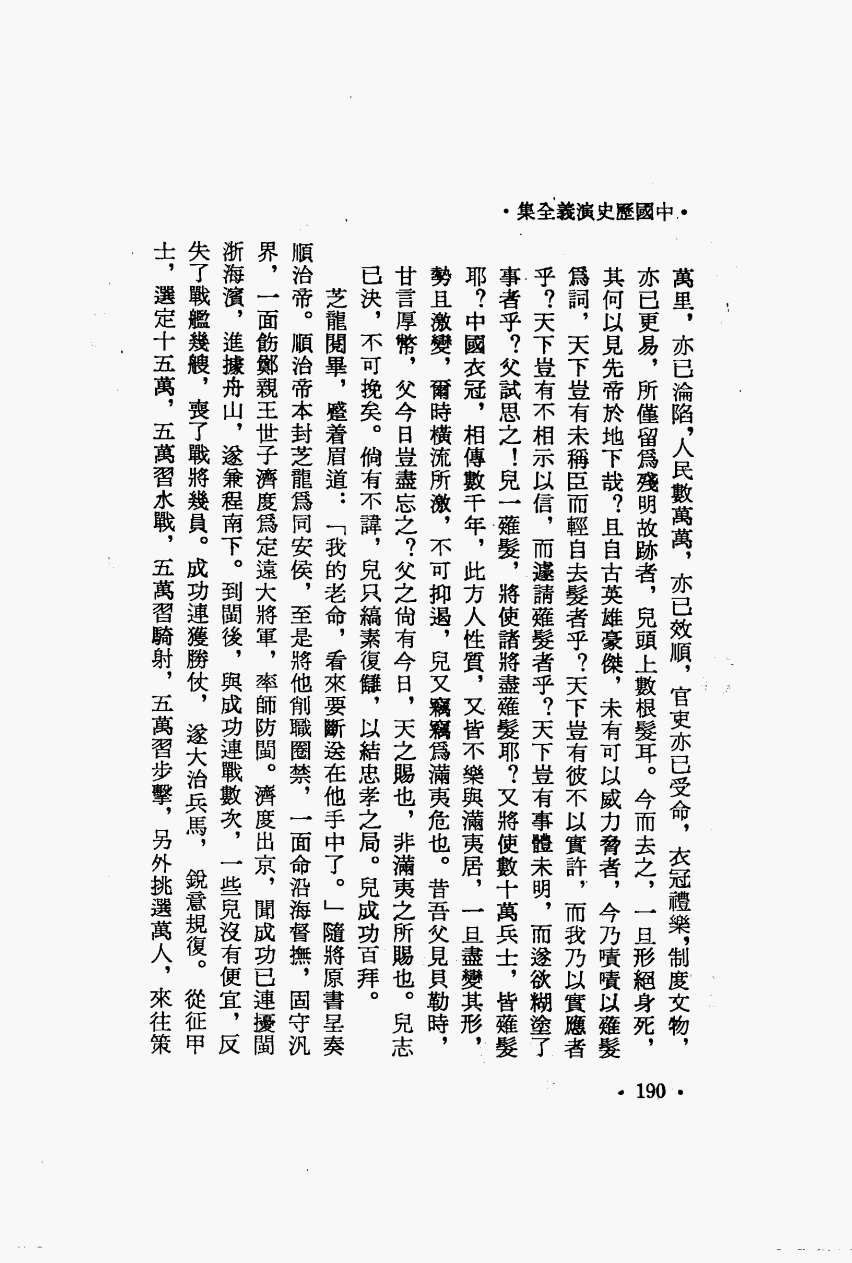 ·中國歷史演義全集·
萬里，亦已淪陷，人民數萬萬，亦已效順，官吏亦已受命，衣冠禮樂，制度文物，
亦已更易，所僅留爲殘明故跡者，兒頭上數根髮耳。今而去之，一旦形絕身死，
其何以見先帝於地下哉？且自古英雄豪傑，未有可以威力脅者，今乃嘖嘖以薙髮
爲詞，天下豈有未稱臣而輕自去髮者乎？天下豈有彼不以實許，而我乃以實應者
乎？天下豈有不相示以信，而遽請薙髮者乎？天下豈有事體未明，而遂欲糊塗了
事者乎？父試思之！兒一薙髮，將使諸將盡薙髮耶？又將使數十萬兵士，皆薙髮
耶？中國衣冠，相傳數千年，此方人性質，又皆不樂與滿夷居，一旦盡變其形，
勢且激變，爾時橫流所激，不可抑遏，兒又竊竊爲滿夷危也。昔吾父見貝勒時，
甘言厚幣，父今日豈盡忘之？父之尙有今日，天之賜也，非滿夷之所賜也。兒志
已決，不可挽矣。倘有不諱，兒只縞素復讎，以結忠孝之局。兒成功百拜。
芝龍閱畢，蹙着眉道：「我的老命，看來要斷送在他手中了。」隨將原書呈奏
順治帝。順治帝本封芝龍爲同安侯，至是將他削職圈禁，一面命沿海督撫，固守汎
界，一面飭鄭親王世子濟度爲定遠大將軍，率師防閩。濟度出京，聞成功已連擾閩
浙海濱，進據舟山，遂兼程南下。到閩後，與成功連戰數次，一些兒沒有便宜，反
失了戰艦幾艘，喪了戰將幾員。成功連獲勝仗，遂大治兵馬，銳意規復。從征甲
士，選定十五萬，五萬習水戰，五萬習騎射，五萬習步擊，另外挑選萬人，來往策
·190·